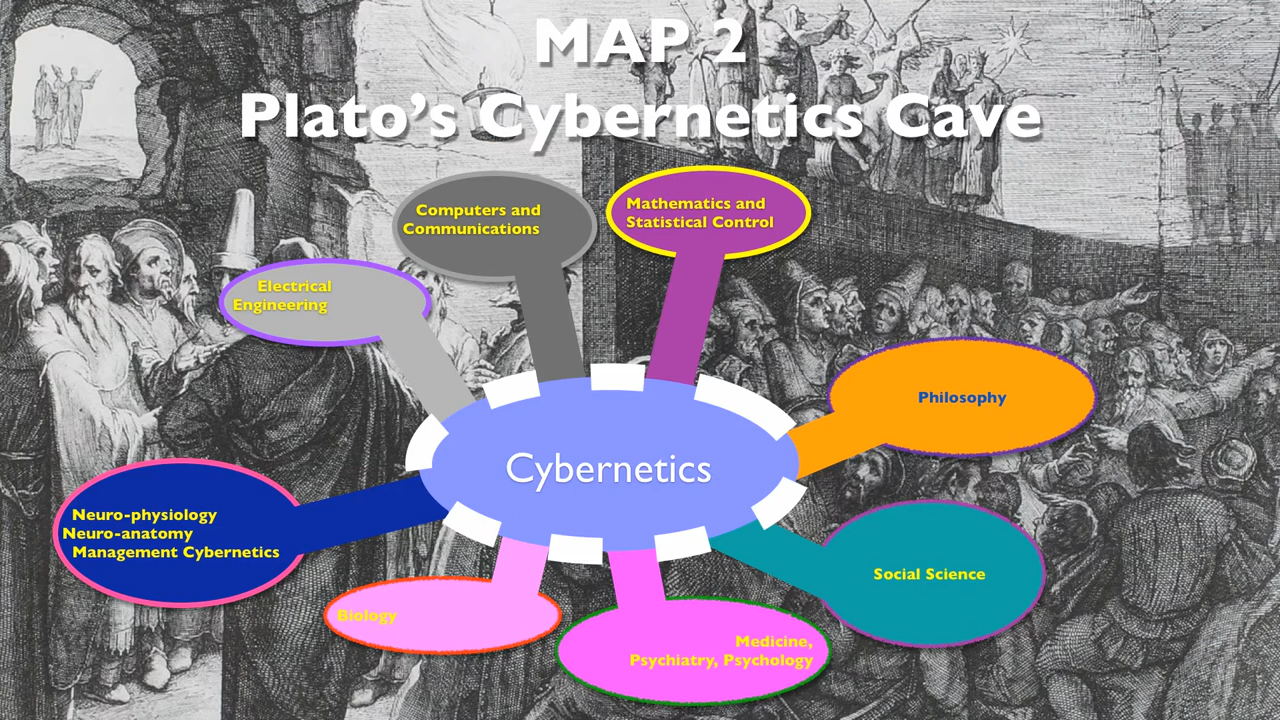 MAP 2
Plato's Cybernetics Cave
Computers and
Communications
Mathematics and
Statistical Control
Electrical
Engineering
Philosophy
Cybernetics
Neuro-physiology
Neuro-anatomy
Management Cybernetics
Social Science
Biology
Medicine,
Psychiatry, Psychology